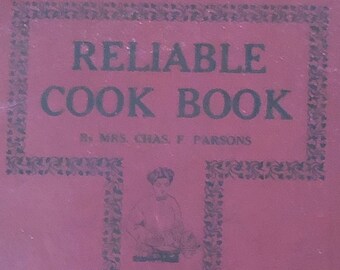 RELIABLE
COOK BOOK
By MRS. CHAS. F PARSONS